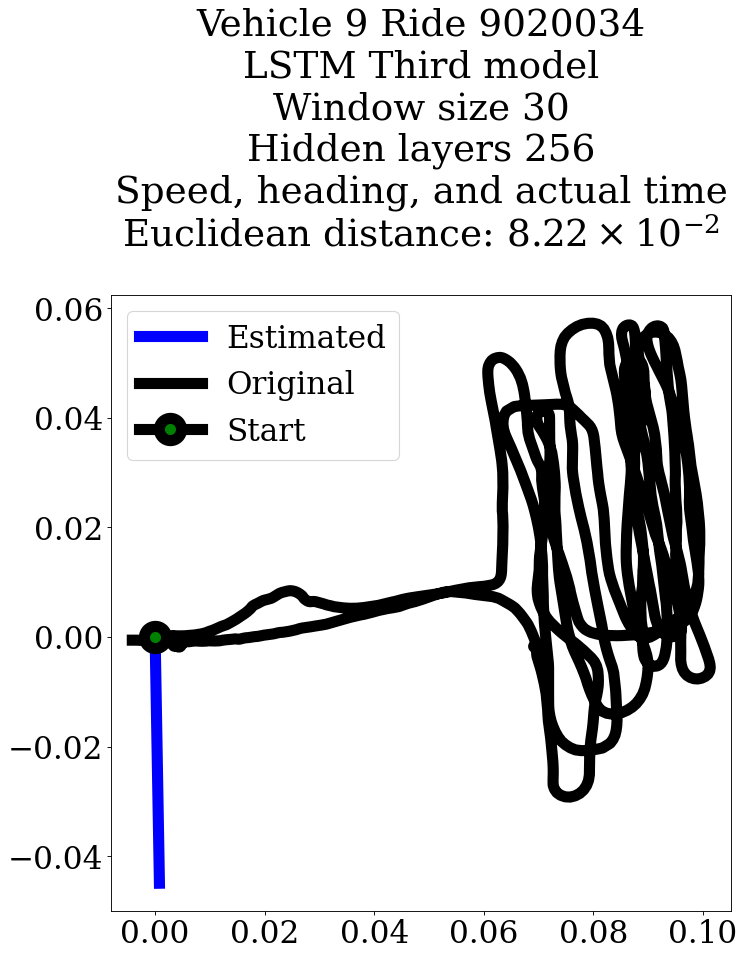 Vehicle 9 Ride 9020034
LSTM Third model
Window size 30
Hidden layers 256
Speed, heading, and actual time
Euclidean distance: 8.22 × 10⁻²
Estimated
Original
Start
0.06
0.04
0.02
0.00
−0.02
−0.04
0.00 0.02 0.04 0.06 0.08 0.10